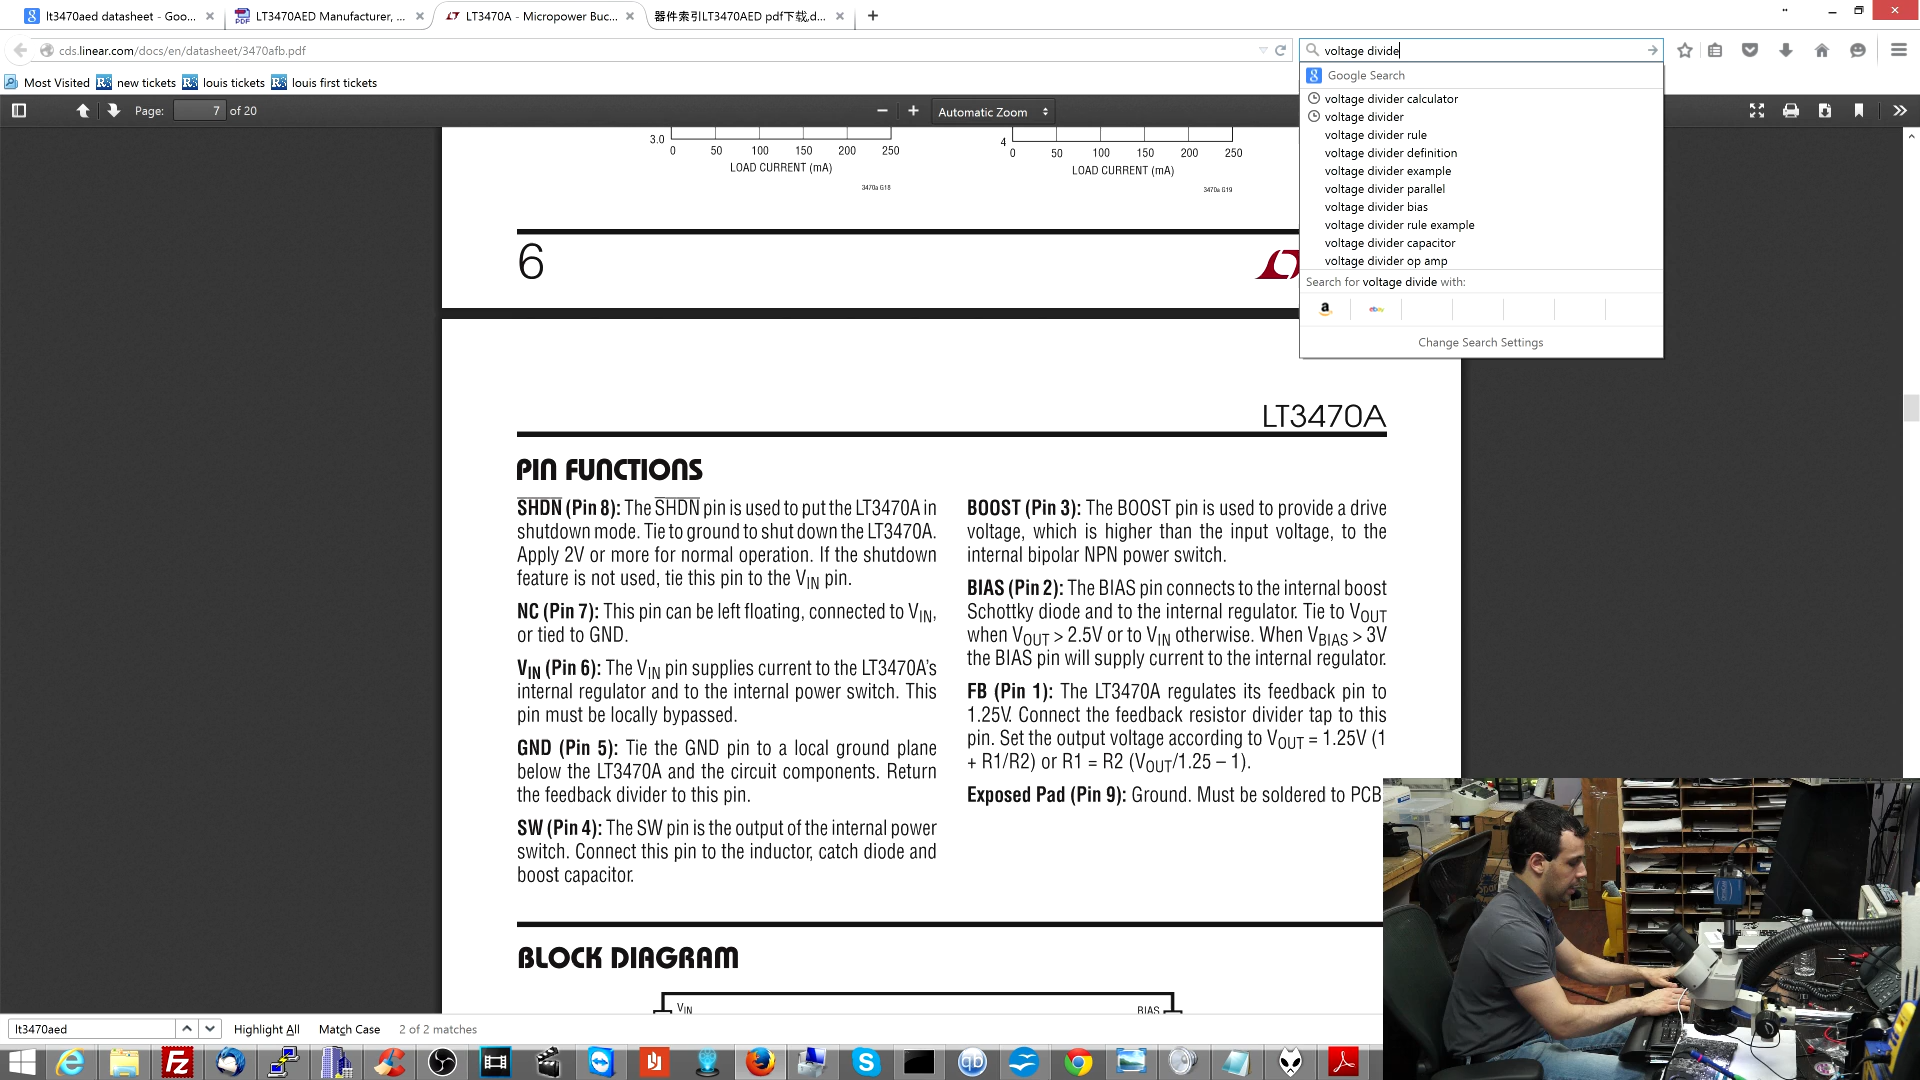 lt3470aed datasheet - Goo...
LT3470AED Manufacturer, ...
LT3470A - Micropower Buc...
器件索引LT3470AED pdf下载,d...
cds.linear.com/docs/en/datasheet/3470afb.pdf
voltage divide
Most Visited
new tickets
louis tickets
louis first tickets
Google Search
voltage divider calculator
voltage divider
voltage divider rule
voltage divider definition
voltage divider example
voltage divider parallel
voltage divider bias
voltage divider rule example
voltage divider capacitor
voltage divider op amp
Search for voltage divide with:
Change Search Settings
Page: 7 of 20
Automatic Zoom
3.0
0 50 100 150 200 250
LOAD CURRENT (mA)
3470a G18
4
0 50 100 150 200 250
LOAD CURRENT (mA)
3470a G19
6
LT3470A
PIN FUNCTIONS
SHDN (Pin 8): The SHDN pin is used to put the LT3470A in
shutdown mode. Tie to ground to shut down the LT3470A.
Apply 2V or more for normal operation. If the shutdown
feature is not used, tie this pin to the VIN pin.
NC (Pin 7): This pin can be left floating, connected to VIN,
or tied to GND.
VIN (Pin 6): The VIN pin supplies current to the LT3470A's
internal regulator and to the internal power switch. This
pin must be locally bypassed.
GND (Pin 5): Tie the GND pin to a local ground plane
below the LT3470A and the circuit components. Return
the feedback divider to this pin.
SW (Pin 4): The SW pin is the output of the internal power
switch. Connect this pin to the inductor, catch diode and
boost capacitor.
BOOST (Pin 3): The BOOST pin is used to provide a drive
voltage, which is higher than the input voltage, to the
internal bipolar NPN power switch.
BIAS (Pin 2): The BIAS pin connects to the internal boost
Schottky diode and to the internal regulator. Tie to VOUT
when VOUT > 2.5V or to VIN otherwise. When VBIAS > 3V
the BIAS pin will supply current to the internal regulator.
FB (Pin 1): The LT3470A regulates its feedback pin to
1.25V. Connect the feedback resistor divider tap to this
pin. Set the output voltage according to VOUT = 1.25V (1
+ R1/R2) or R1 = R2 (VOUT/1.25 – 1).
Exposed Pad (Pin 9): Ground. Must be soldered to PCB
BLOCK DIAGRAM
VIN
BIAS
lt3470aed
Highlight All
Match Case
2 of 2 matches